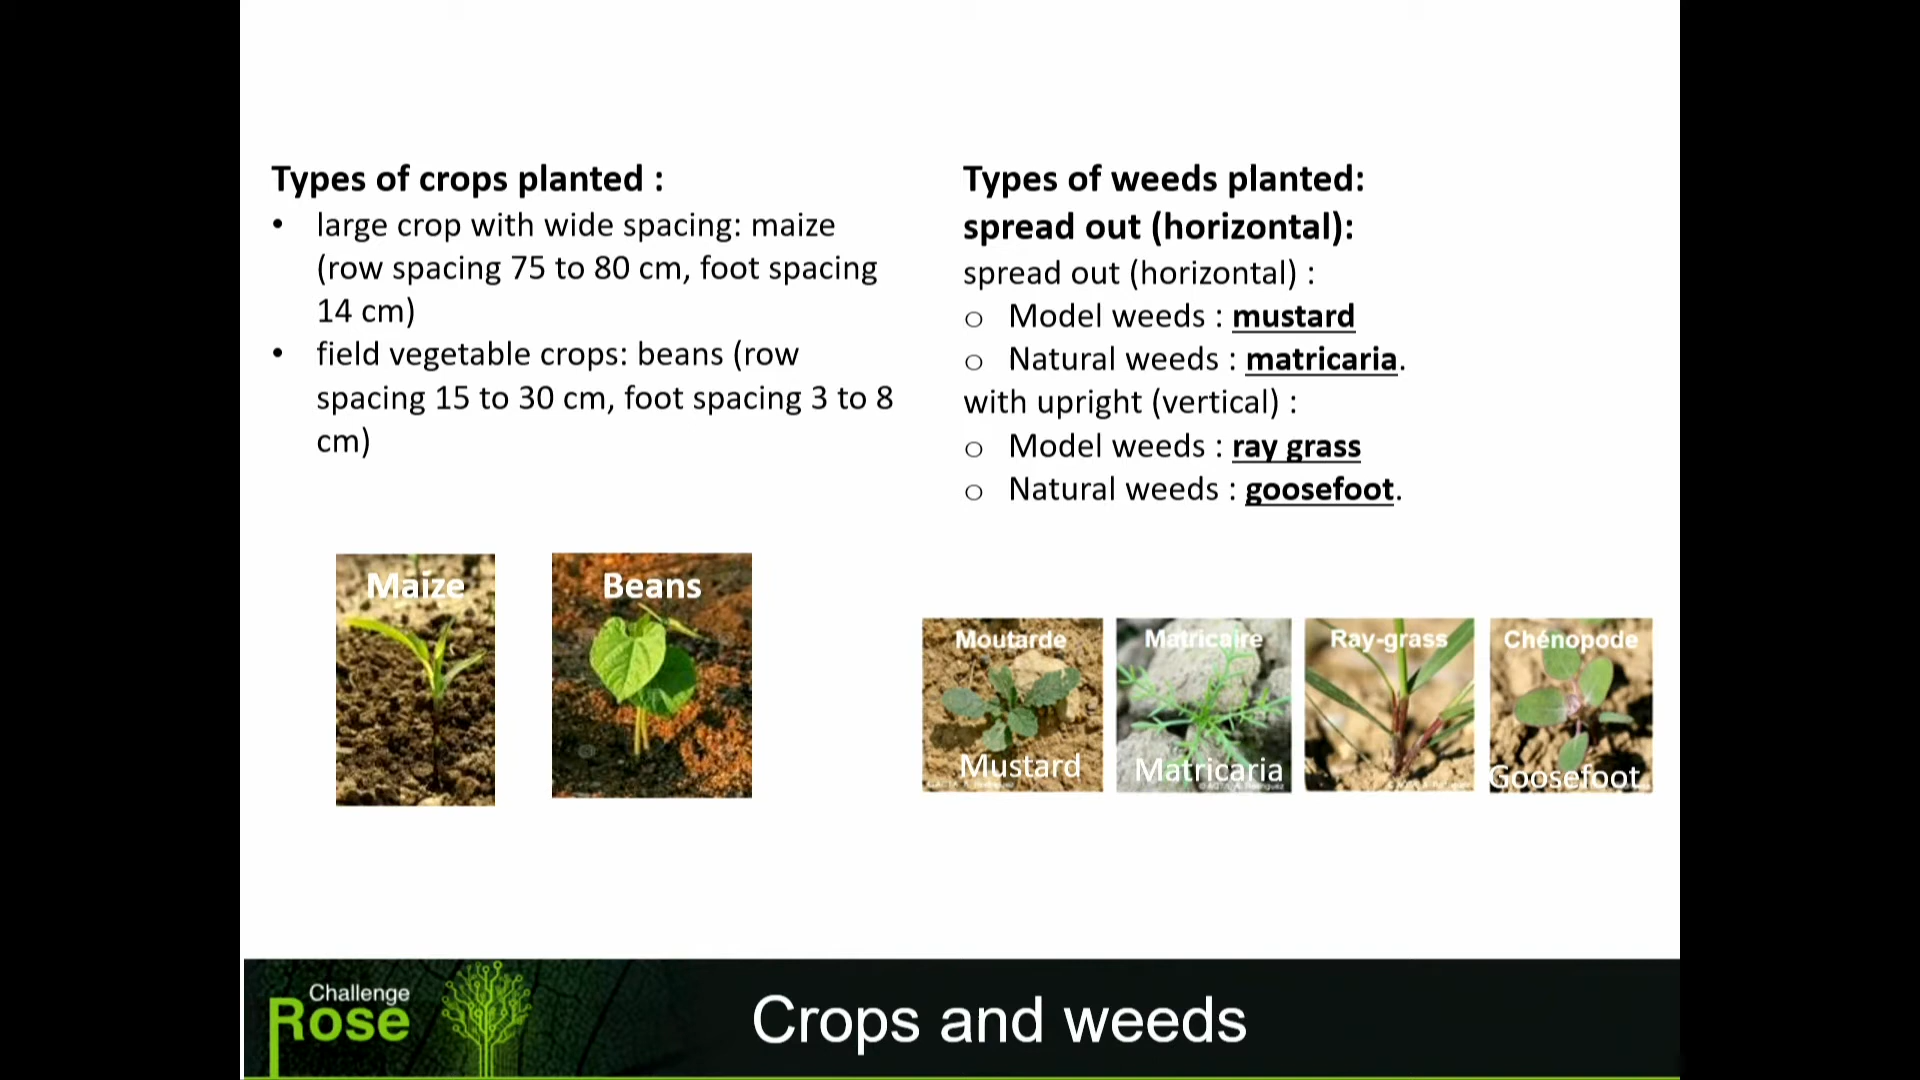 Types of crops planted :
• large crop with wide spacing: maize
(row spacing 75 to 80 cm, foot spacing
14 cm)
• field vegetable crops: beans (row
spacing 15 to 30 cm, foot spacing 3 to 8
cm)
Types of weeds planted:
spread out (horizontal):
spread out (horizontal) :
o Model weeds : mustard
o Natural weeds : matricaria.
with upright (vertical) :
o Model weeds : ray grass
o Natural weeds : goosefoot.
Maize
Beans
Moutarde
Mustard
Matricaire
Matricaria
Ray-grass
Chénopode
Goosefoot
Challenge
Rose
Crops and weeds